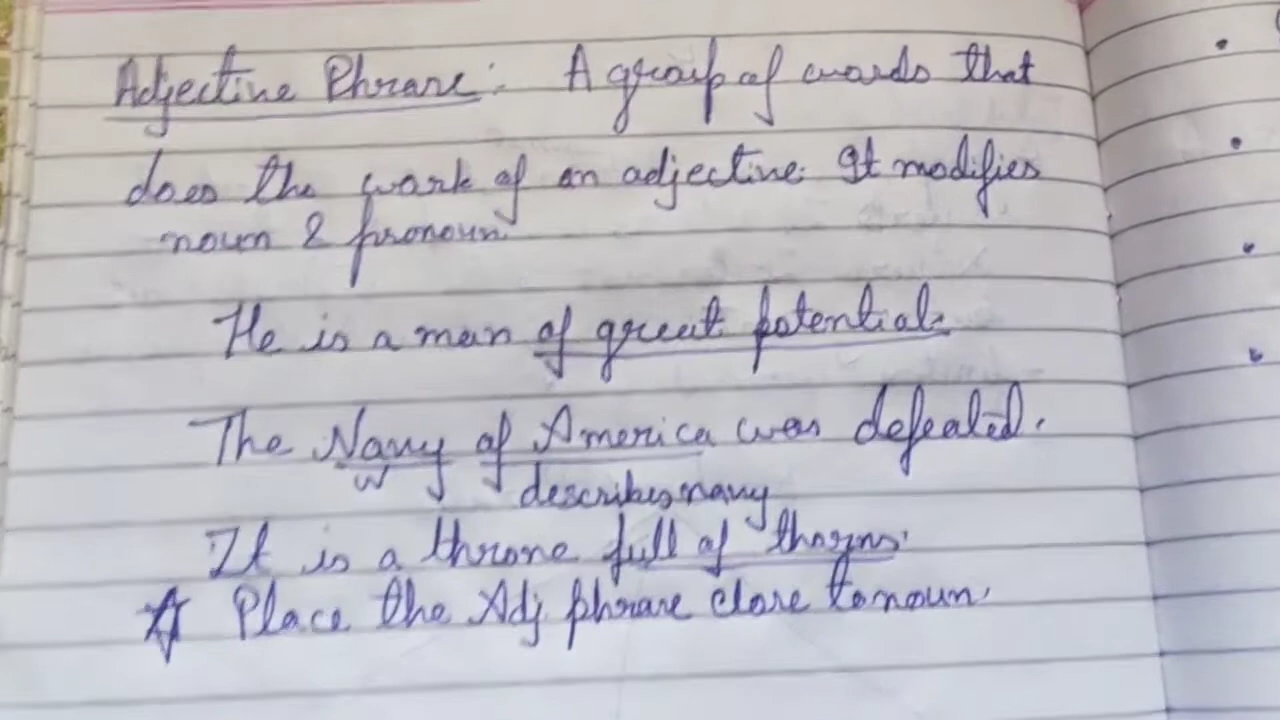 Adjective Phrase: A group of words that
does the work of an adjective. It modifies
noun & pronoun.
He is a man of great potential.
The Navy of America was defeated.
describes navy
It is a throne full of thorns.
☆ Place the Adj phrase close to noun.